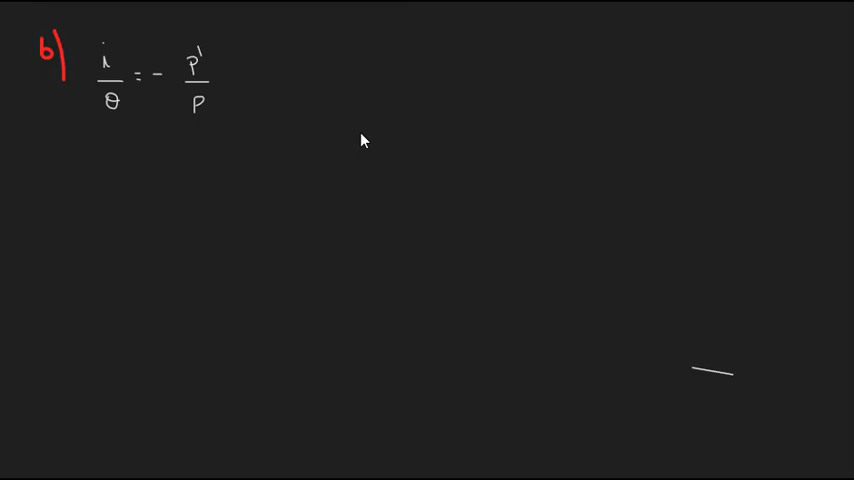 b) i/θ = - p'/p